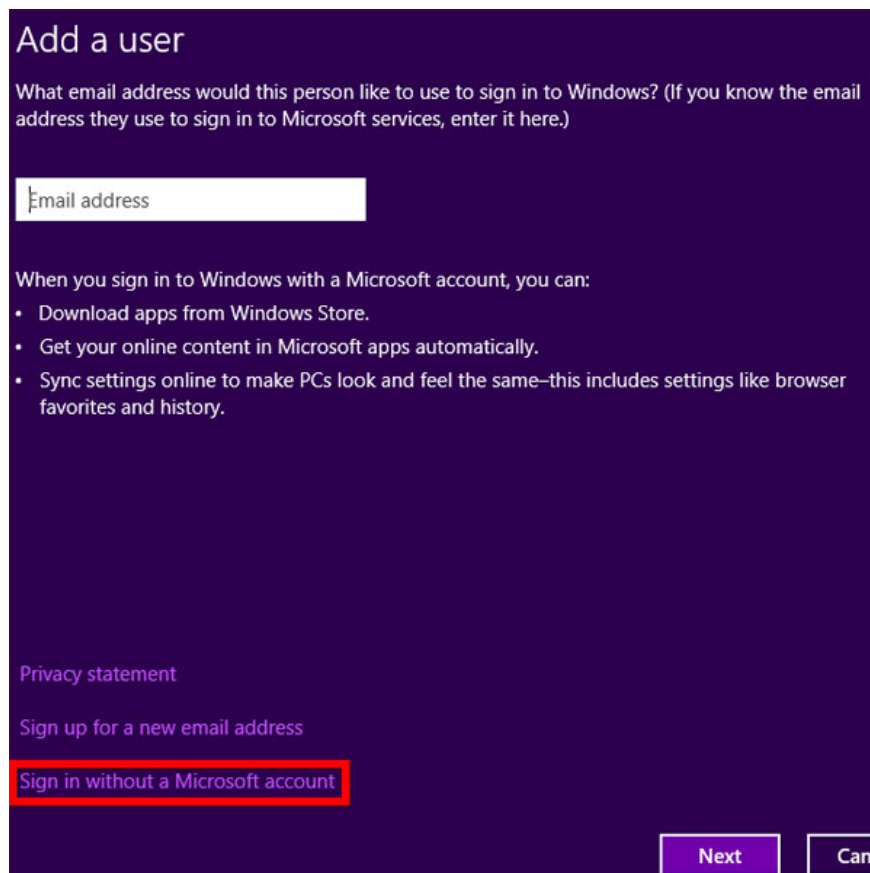 Add a user
What email address would this person like to use to sign in to Windows? (If you know the email
address they use to sign in to Microsoft services, enter it here.)
Email address
When you sign in to Windows with a Microsoft account, you can:
• Download apps from Windows Store.
• Get your online content in Microsoft apps automatically.
• Sync settings online to make PCs look and feel the same–this includes settings like browser
favorites and history.
Privacy statement
Sign up for a new email address
Sign in without a Microsoft account
Next
Can